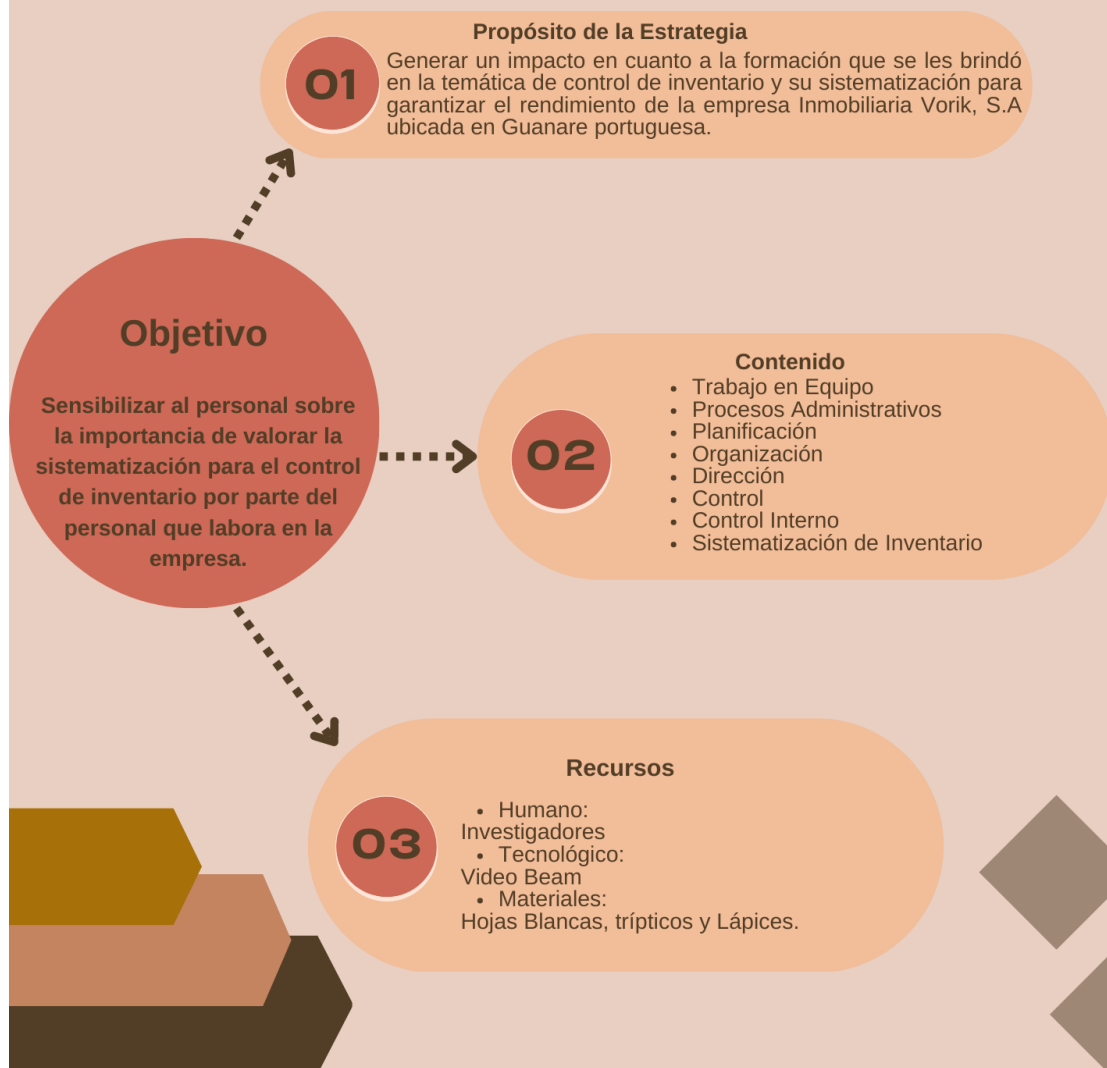 Propósito de la Estrategia
01
Generar un impacto en cuanto a la formación que se les brindó
en la temática de control de inventario y su sistematización para
garantizar el rendimiento de la empresa Inmobiliaria Vorik, S.A
ubicada en Guanare portuguesa.
Objetivo
Sensibilizar al personal sobre
la importancia de valorar la
sistematización para el control
de inventario por parte del
personal que labora en la
empresa.
02
Contenido
• Trabajo en Equipo
• Procesos Administrativos
• Planificación
• Organización
• Dirección
• Control
• Control Interno
• Sistematización de Inventario
03
Recursos
• Humano:
Investigadores
• Tecnológico:
Video Beam
• Materiales:
Hojas Blancas, trípticos y Lápices.